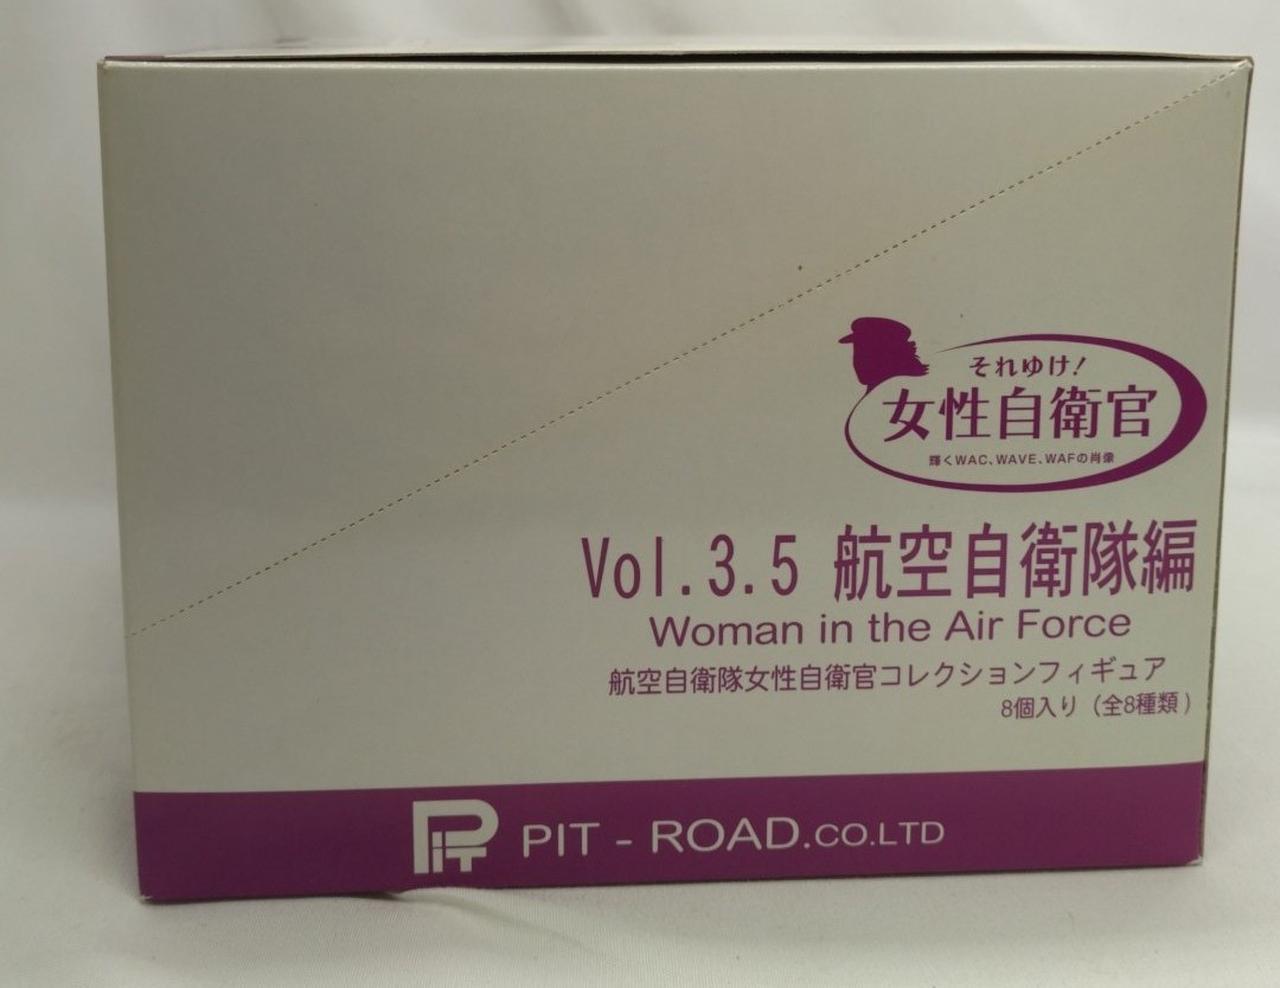 それゆけ!
女性自衛官
輝くWAC、WAVE、WAFの肖像
Vol.3.5 航空自衛隊編
Woman in the Air Force
航空自衛隊女性自衛官コレクションフィギュア
8個入り（全8種類）
PIT PIT - ROAD.CO.LTD